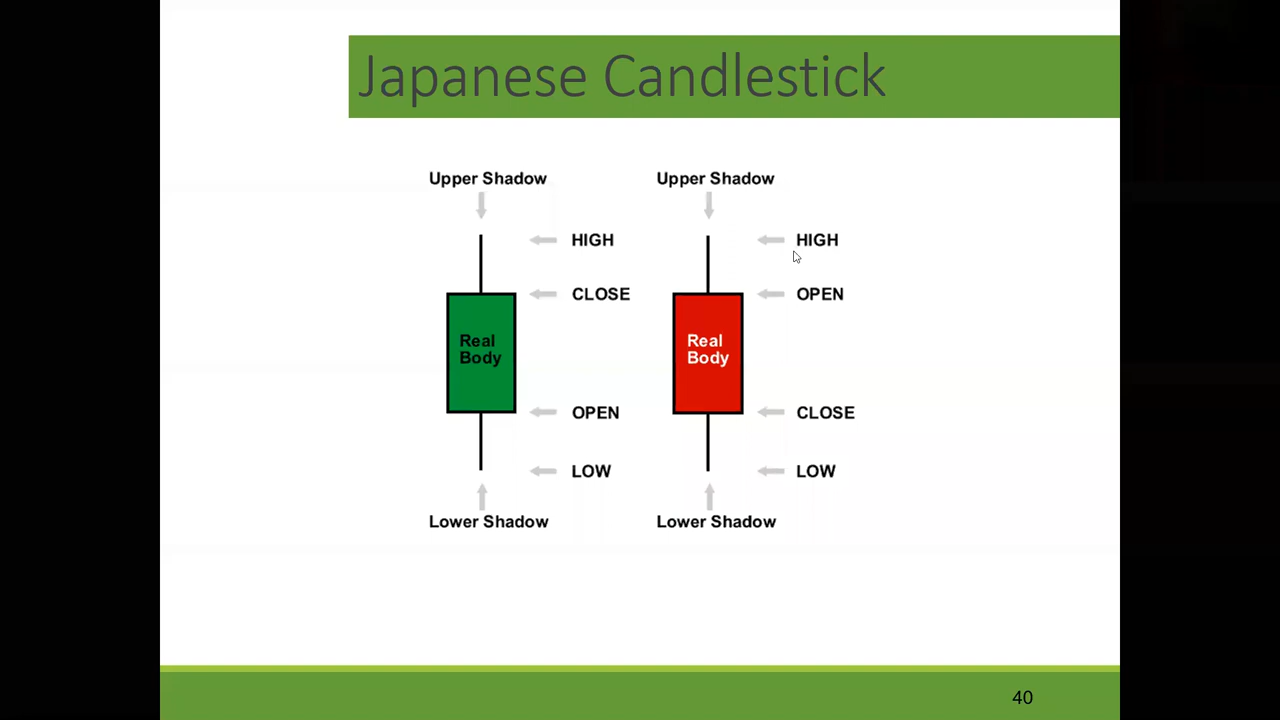 Japanese Candlestick
Upper Shadow
Upper Shadow
HIGH
HIGH
CLOSE
OPEN
Real
Body
Real
Body
OPEN
CLOSE
LOW
LOW
Lower Shadow
Lower Shadow
40